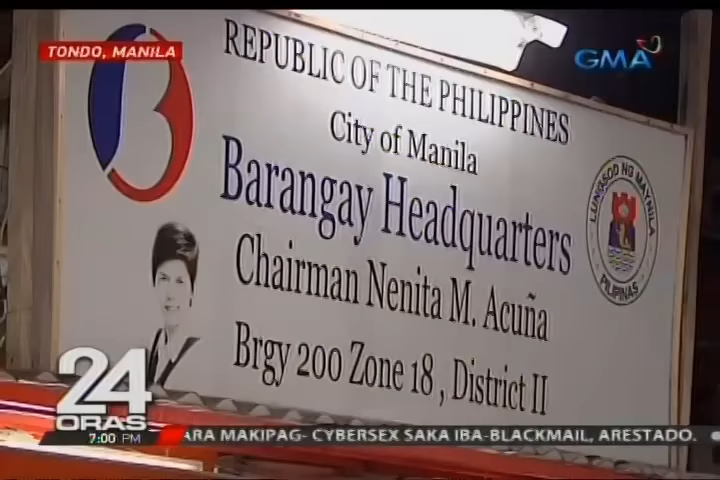 TONDO, MANILA
GMA
REPUBLIC OF THE PHILIPPINES
City of Manila
Barangay Headquarters
Chairman Nenita M. Acuña
Brgy 200 Zone 18 , District II
LUNGSOD NG MAYNILA
PILIPINAS
24
ORAS
7:00 PM
ARA MAKIPAG- CYBERSEX SAKA IBA-BLACKMAIL, ARESTADO.